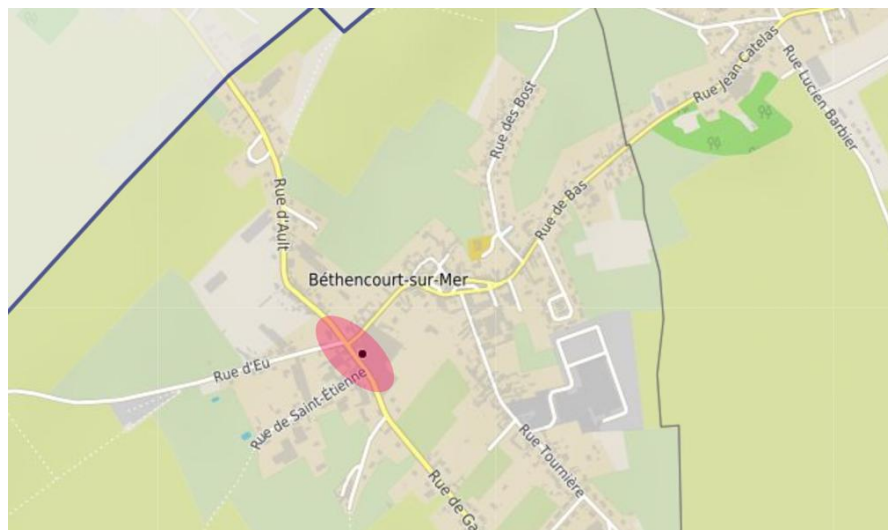 Rue Jean Catelas
Rue Lucien Barbier
Rue des Bost
Rue de Bas
Rue d'Ault
Béthencourt-sur-Mer
Rue d'Eu
Rue de Saint-Étienne
Rue Tournière
Rue de Ga